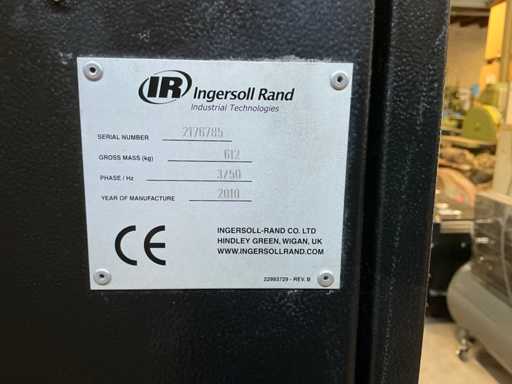 IR Ingersoll Rand
Industrial Technologies
SERIAL NUMBER 2176785
GROSS MASS (kg) 612
PHASE / Hz 3/50
YEAR OF MANUFACTURE 2010
CE
INGERSOLL-RAND CO. LTD
HINDLEY GREEN, WIGAN, UK
WWW.INGERSOLLRAND.COM
22993729 - REV. B